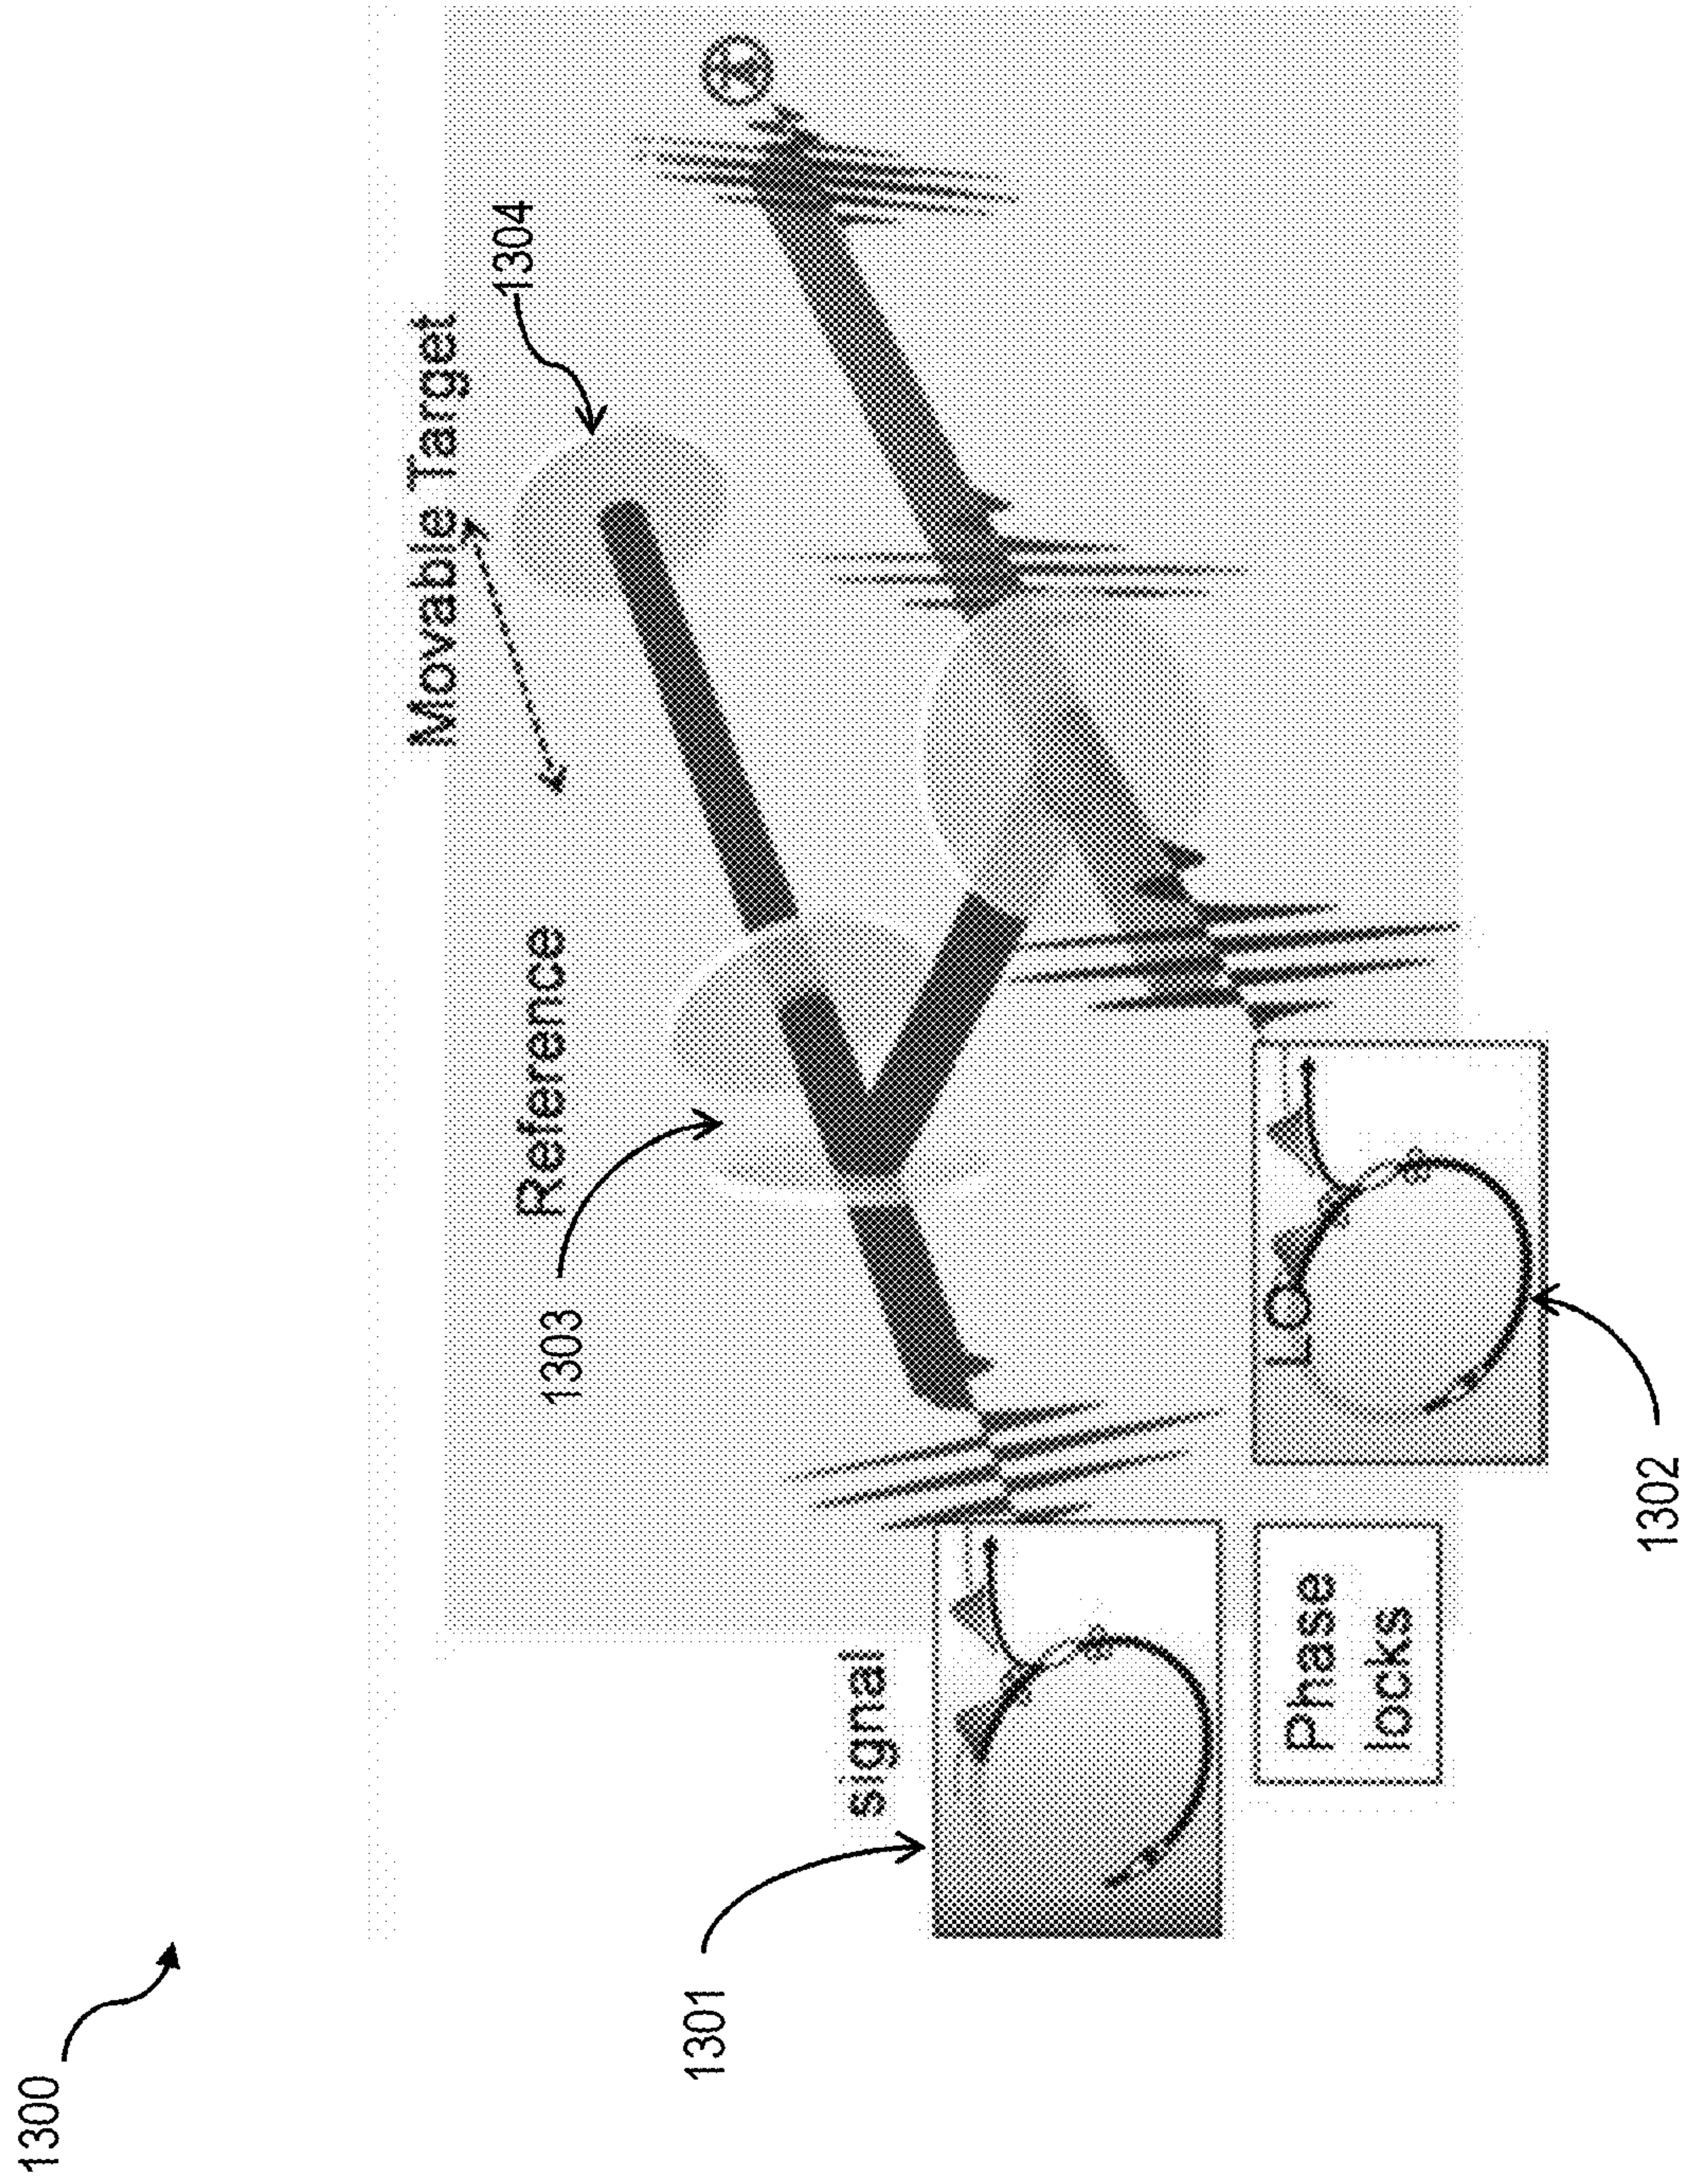 1300
Movable Target
1304
Reference
1303
signal
1301
LO
1302
Phase
locks